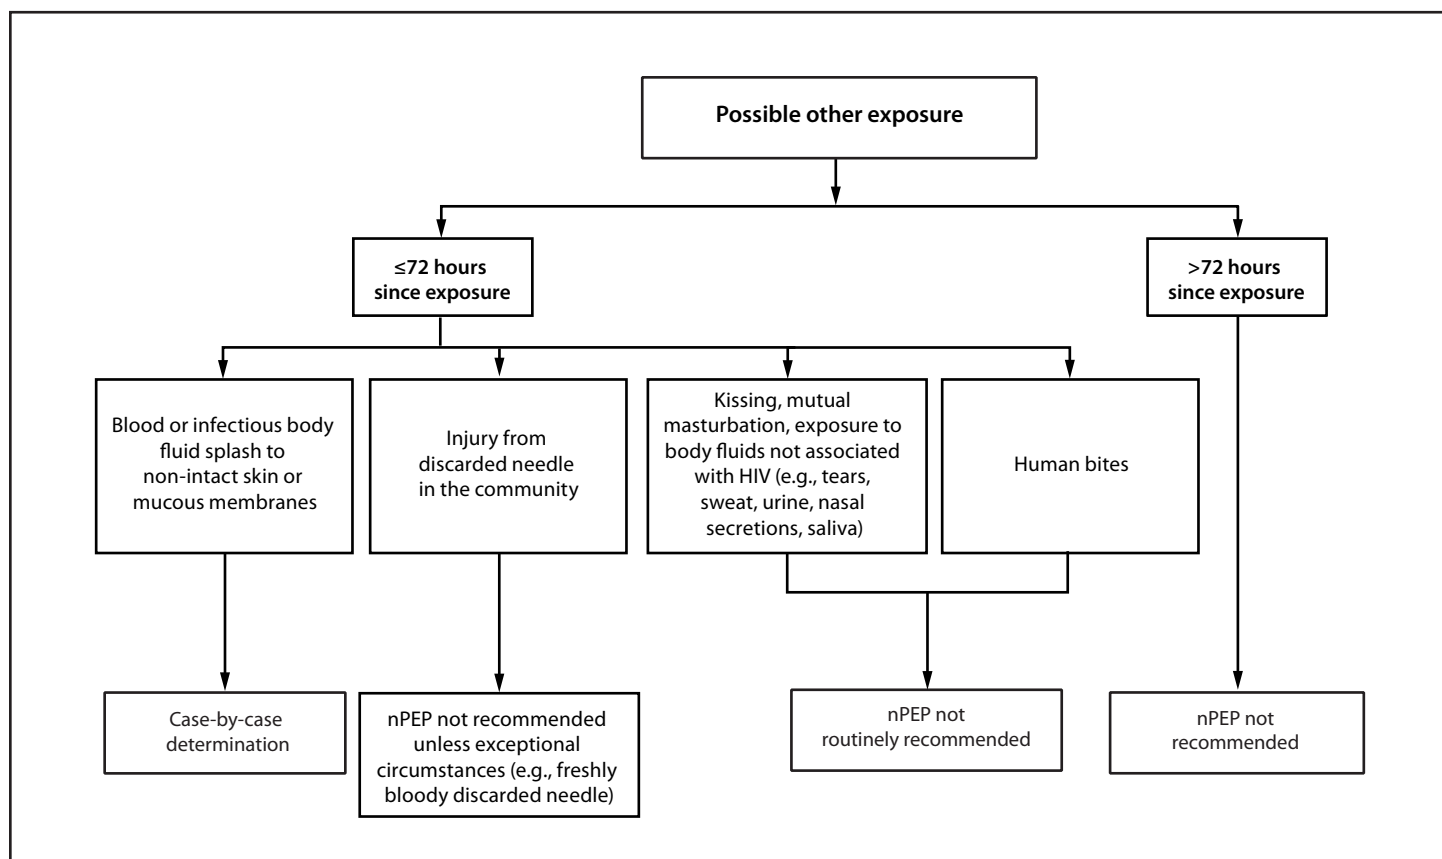 Possible other exposure
≤72 hours
since exposure
>72 hours
since exposure
Blood or infectious body
fluid splash to
non-intact skin or
mucous membranes
Injury from
discarded needle
in the community
Kissing, mutual
masturbation, exposure to
body fluids not associated
with HIV (e.g., tears,
sweat, urine, nasal
secretions, saliva)
Human bites
Case-by-case
determination
nPEP not recommended
unless exceptional
circumstances (e.g., freshly
bloody discarded needle)
nPEP not
routinely recommended
nPEP not
recommended